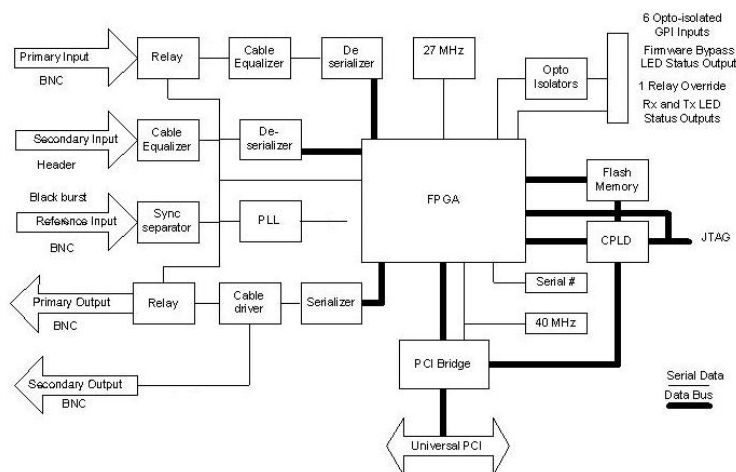 6 Opto-isolated
GPI Inputs
Firmware Bypass
LED Status Output
1 Relay Override
Rx and Tx LED
Status Outputs
Primary Input
BNC
Relay
Cable
Equalizer
De
serializer
27 MHz
Opto
Isolators
Secondary Input
Header
Cable
Equalizer
De-
serializer
FPGA
Flash
Memory
Black burst
Reference Input
BNC
Sync
separator
PLL
CPLD
JTAG
Primary Output
BNC
Relay
Cable
driver
Serializer
Serial #
40 MHz
PCI Bridge
Secondary Output
BNC
Serial Data
Data Bus
Universal PCI